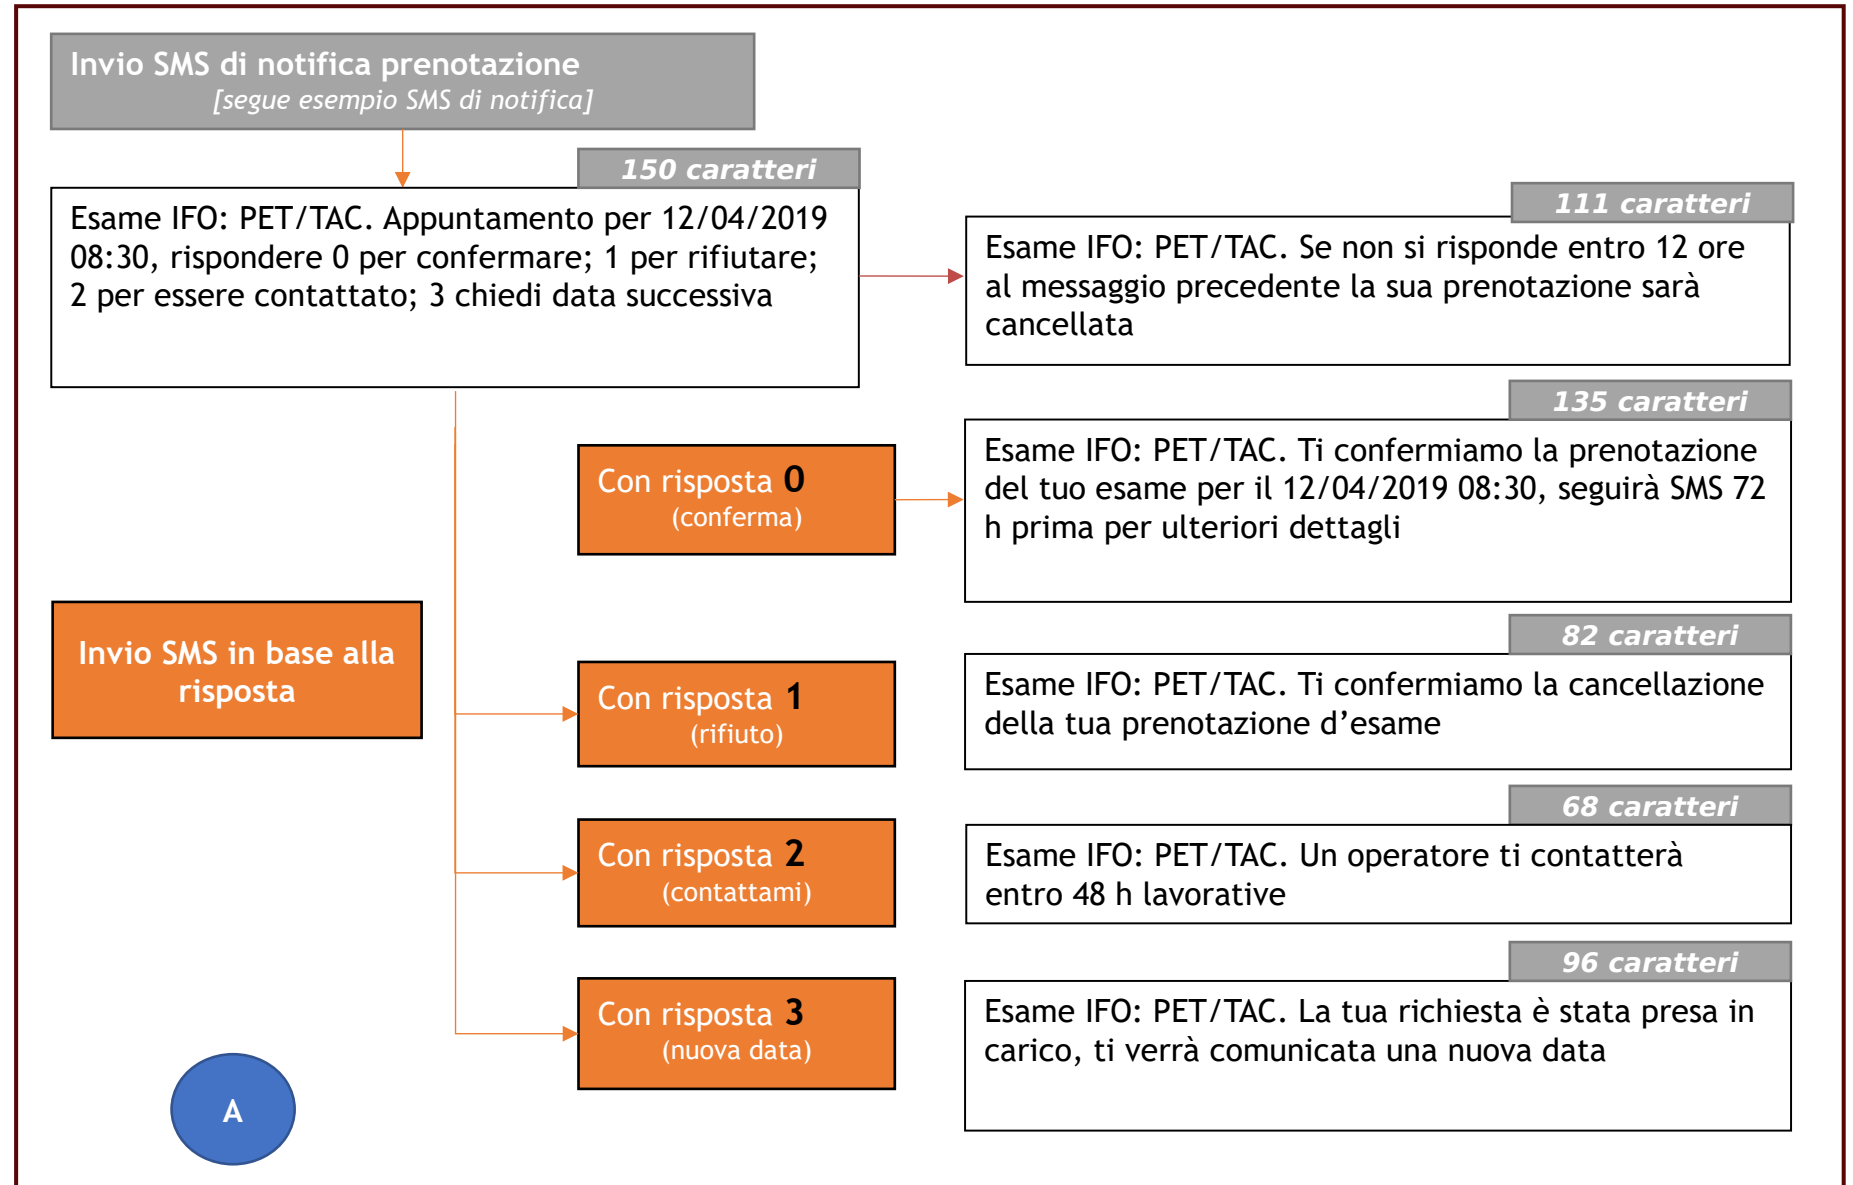 Invio SMS di notifica prenotazione
[segue esempio SMS di notifica]
150 caratteri
Esame IFO: PET/TAC. Appuntamento per 12/04/2019
08:30, rispondere 0 per confermare; 1 per rifiutare;
2 per essere contattato; 3 chiedi data successiva
111 caratteri
Esame IFO: PET/TAC. Se non si risponde entro 12 ore
al messaggio precedente la sua prenotazione sarà
cancellata
135 caratteri
Con risposta 0
(conferma)
Esame IFO: PET/TAC. Ti confermiamo la prenotazione
del tuo esame per il 12/04/2019 08:30, seguirà SMS 72
h prima per ulteriori dettagli
Invio SMS in base alla
risposta
82 caratteri
Con risposta 1
(rifiuto)
Esame IFO: PET/TAC. Ti confermiamo la cancellazione
della tua prenotazione d’esame
68 caratteri
Con risposta 2
(contattami)
Esame IFO: PET/TAC. Un operatore ti contatterà
entro 48 h lavorative
96 caratteri
Con risposta 3
(nuova data)
Esame IFO: PET/TAC. La tua richiesta è stata presa in
carico, ti verrà comunicata una nuova data
A